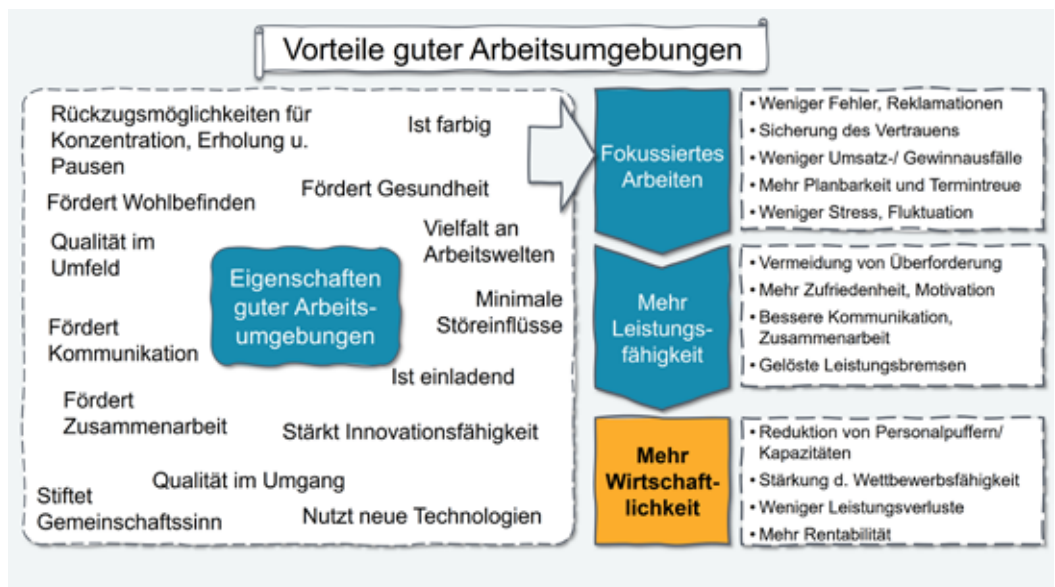 Vorteile guter Arbeitsumgebungen
Rückzugsmöglichkeiten für
Konzentration, Erholung u.
Pausen
Ist farbig
Fördert Gesundheit
Fördert Wohlbefinden
Vielfalt an
Arbeitswelten
Qualität im
Umfeld
Eigenschaften
guter Arbeits-
umgebungen
Minimale
Störeinflüsse
Fördert
Kommunikation
Ist einladend
Fördert
Zusammenarbeit
Stärkt Innovationsfähigkeit
Qualität im Umgang
Stiftet
Gemeinschaftssinn
Nutzt neue Technologien
Fokussiertes
Arbeiten
• Weniger Fehler, Reklamationen
• Sicherung des Vertrauens
• Weniger Umsatz-/ Gewinnausfälle
• Mehr Planbarkeit und Termintreue
• Weniger Stress, Fluktuation
Mehr
Leistungs-
fähigkeit
• Vermeidung von Überforderung
• Mehr Zufriedenheit, Motivation
• Bessere Kommunikation,
Zusammenarbeit
• Gelöste Leistungsbremsen
Mehr
Wirtschaft-
lichkeit
• Reduktion von Personalpuffern/
Kapazitäten
• Stärkung d. Wettbewerbsfähigkeit
• Weniger Leistungsverluste
• Mehr Rentabilität